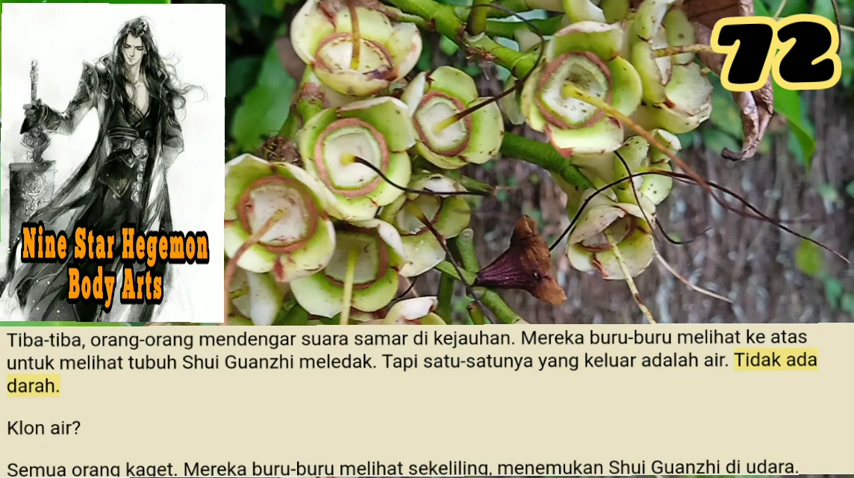 72
Nine Star Hegemon
Body Arts
Tiba-tiba, orang-orang mendengar suara samar di kejauhan. Mereka buru-buru melihat ke atas
untuk melihat tubuh Shui Guanzhi meledak. Tapi satu-satunya yang keluar adalah air. Tidak ada
darah.
Klon air?
Semua orang kaget. Mereka buru-buru melihat sekeliling, menemukan Shui Guanzhi di udara.